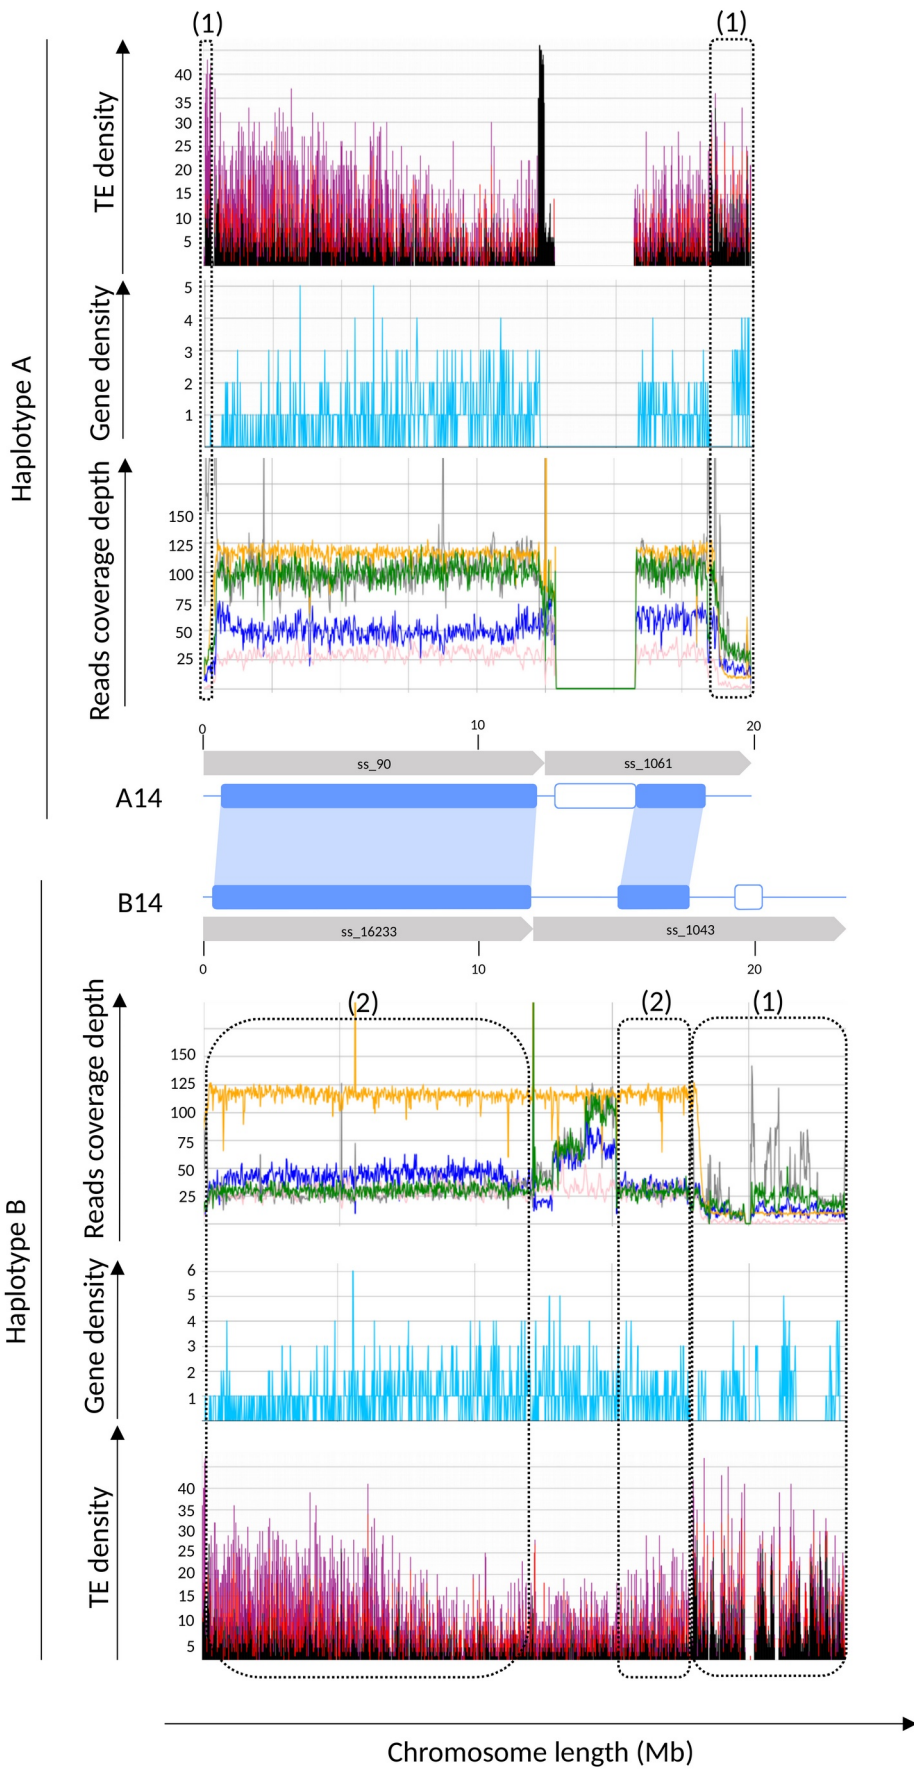 (1) (1)
Haplotype A
TE density
40
35
30
25
20
15
10
5
Gene density
5
4
3
2
1
Reads coverage depth
150
125
100
75
50
25
0 10 20
ss_90 ss_1061
A14
B14
ss_16233 ss_1043
0 10 20
Haplotype B
(2) (2) (1)
Reads coverage depth
150
125
100
75
50
25
Gene density
6
5
4
3
2
1
TE density
40
35
30
25
20
15
10
5
Chromosome length (Mb)